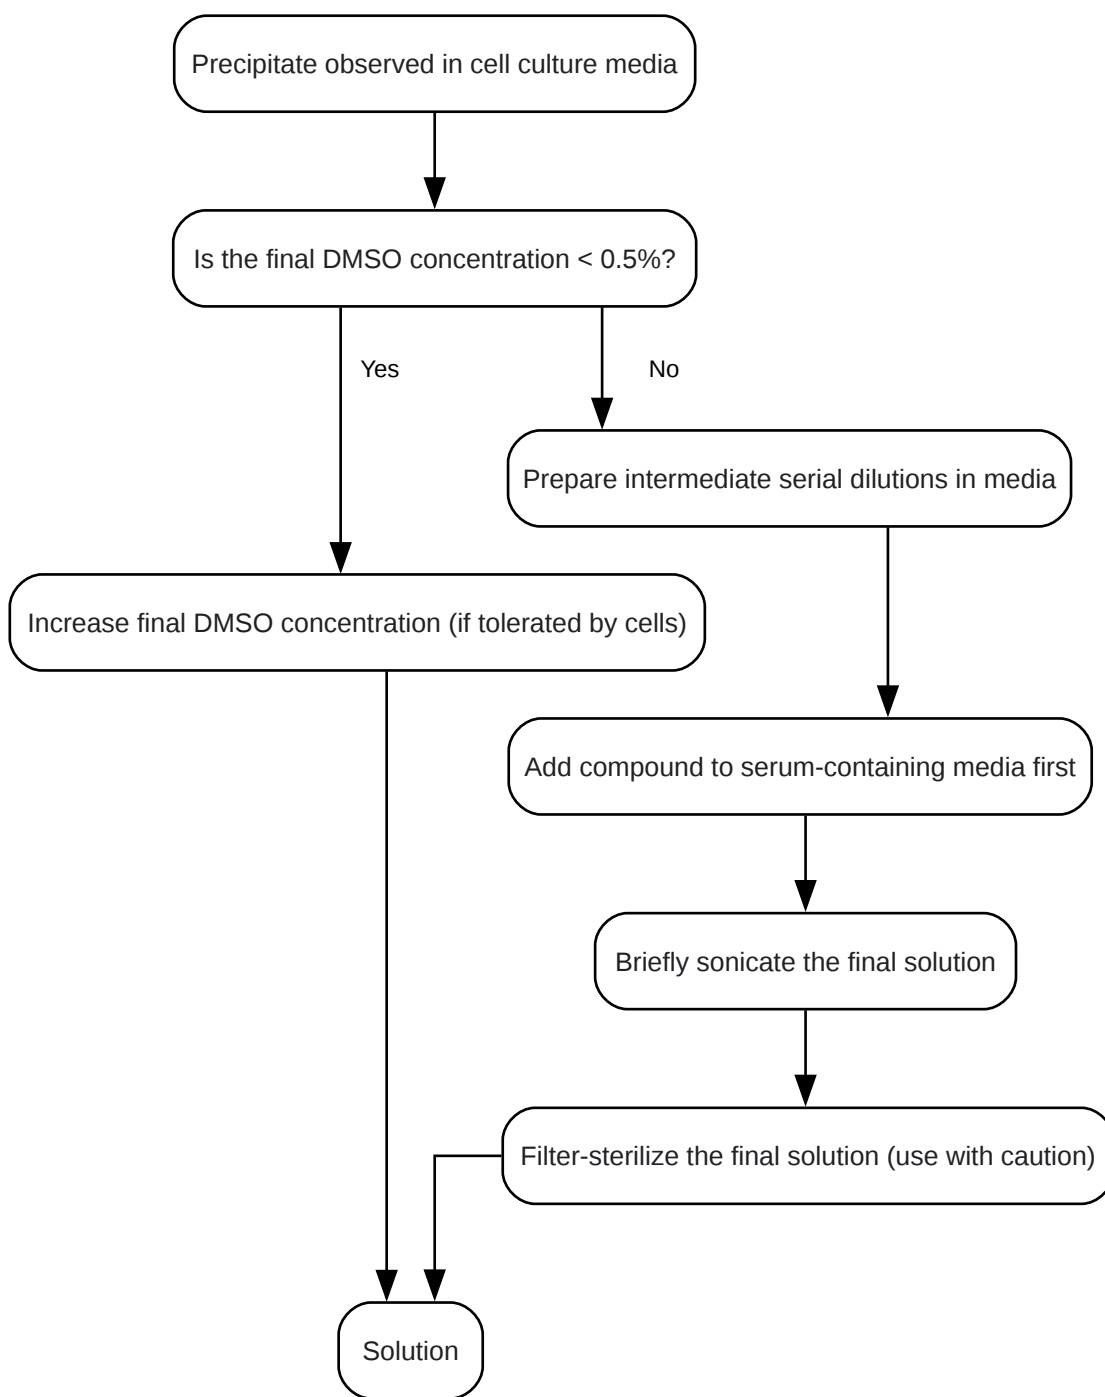 Precipitate observed in cell culture media
Is the final DMSO concentration < 0.5%?
Yes
No
Prepare intermediate serial dilutions in media
Increase final DMSO concentration (if tolerated by cells)
Add compound to serum-containing media first
Briefly sonicate the final solution
Filter-sterilize the final solution (use with caution)
Solution